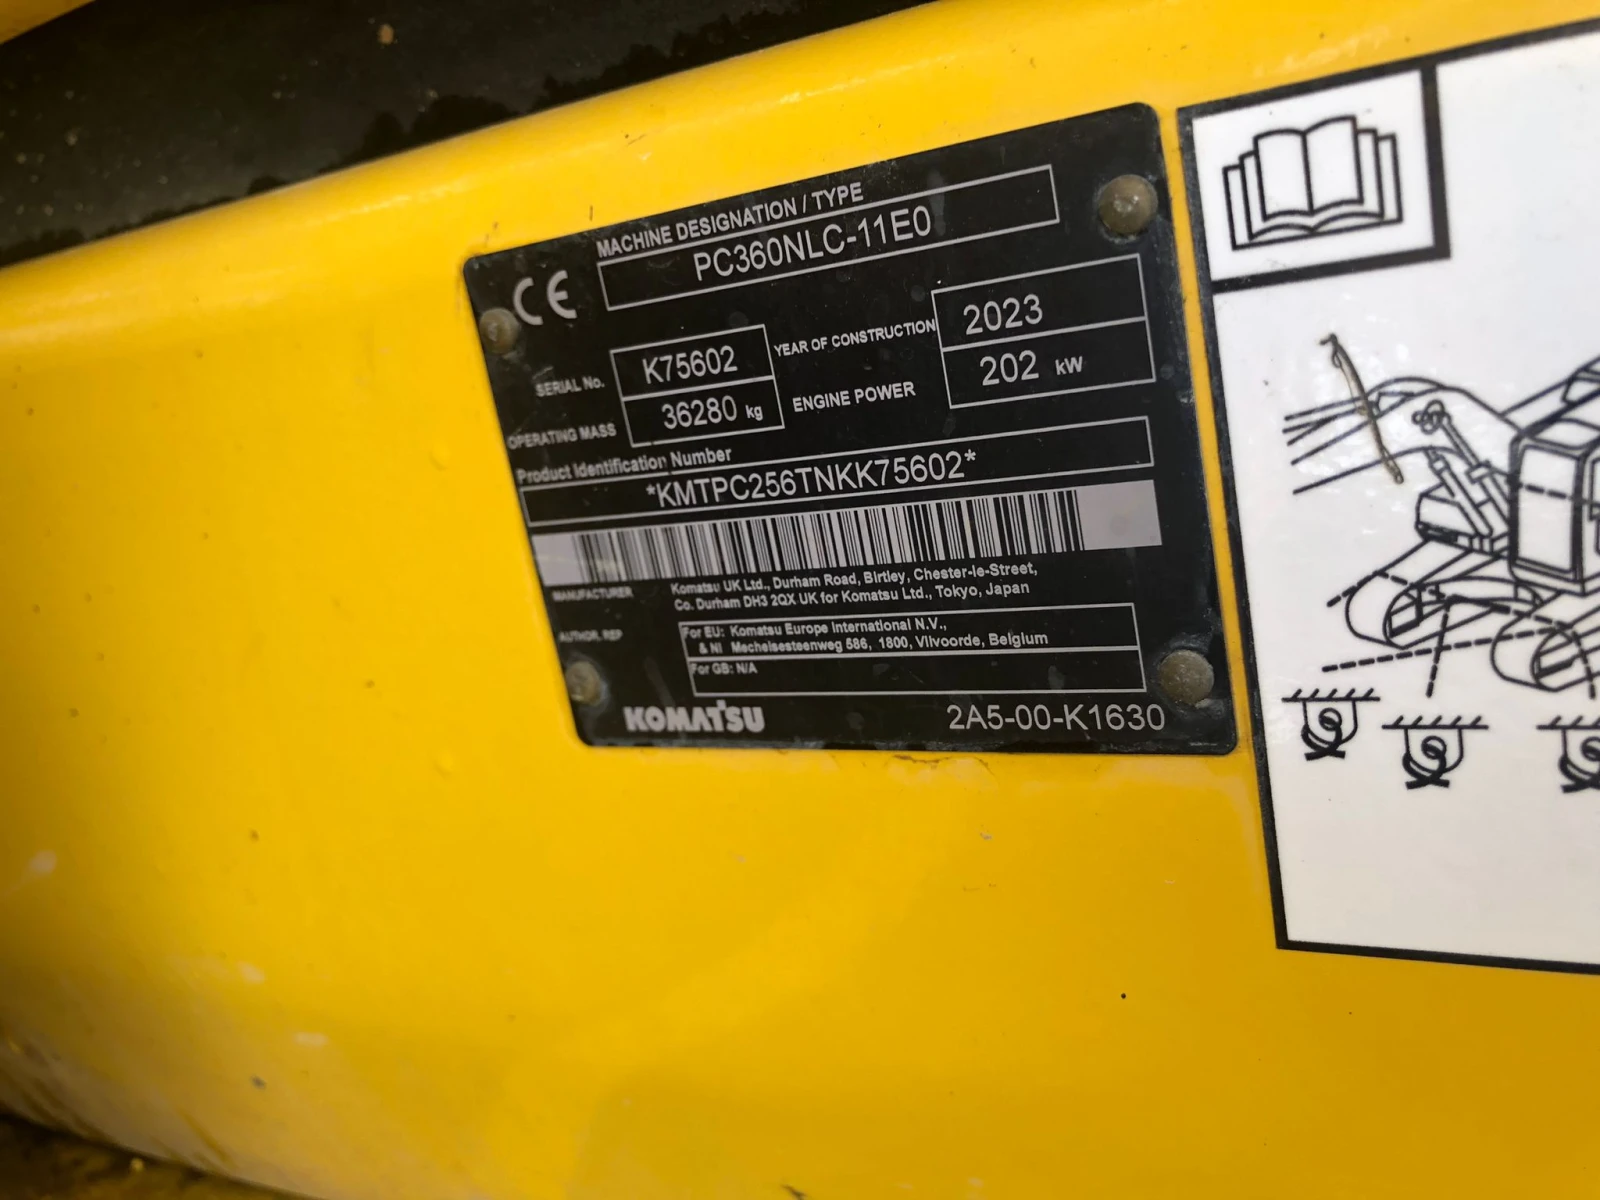 MACHINE DESIGNATION / TYPE
CE
PC360NLC-11E0
SERIAL No.
K75602
YEAR OF CONSTRUCTION
2023
OPERATING MASS
36280 kg
ENGINE POWER
202 kW
Product Identification Number
*KMTPC256TNKK75602*
MANUFACTURER
Komatsu UK Ltd., Durham Road, Birtley, Chester-le-Street,
Co. Durham DH3 2QX UK for Komatsu Ltd., Tokyo, Japan
AUTHOR. REP
For EU: Komatsu Europe International N.V.,
& NI Mechelsesteenweg 586, 1800, Vilvoorde, Belgium
For GB: N/A
KOMATSU
2A5-00-K1630